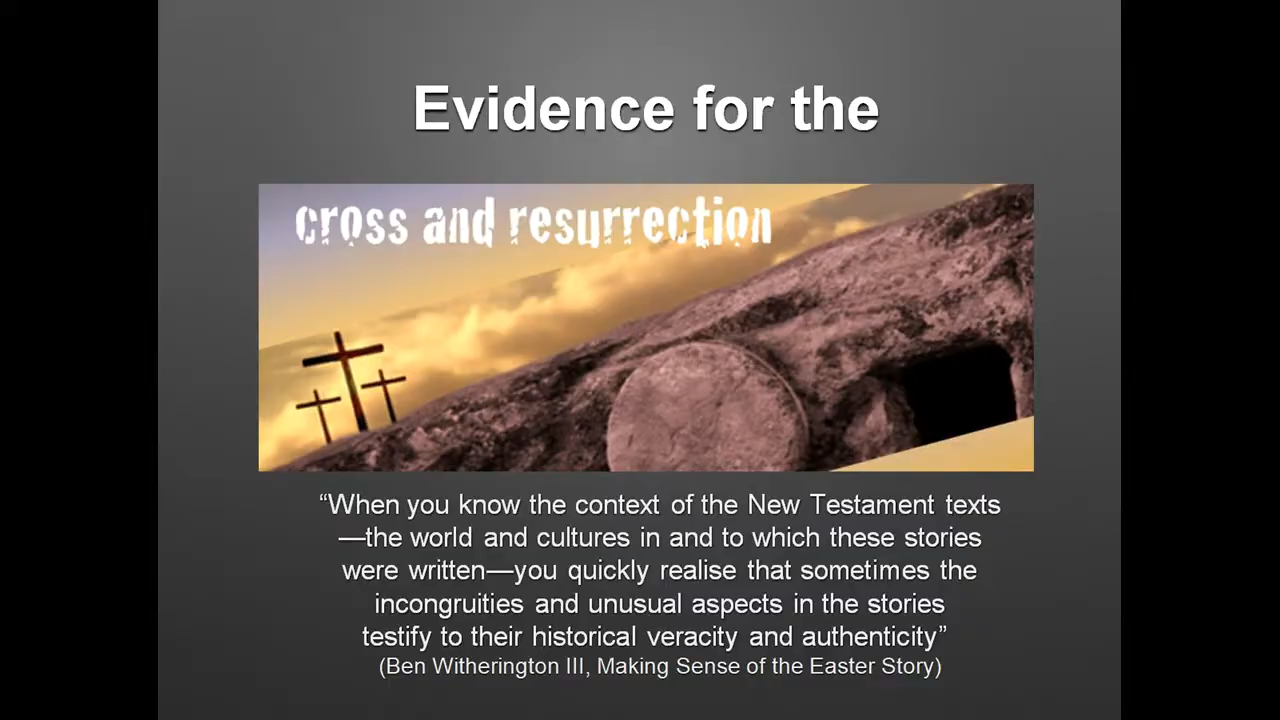 Evidence for the
cross and resurrection
“When you know the context of the New Testament texts
—the world and cultures in and to which these stories
were written—you quickly realise that sometimes the
incongruities and unusual aspects in the stories
testify to their historical veracity and authenticity”
(Ben Witherington III, Making Sense of the Easter Story)